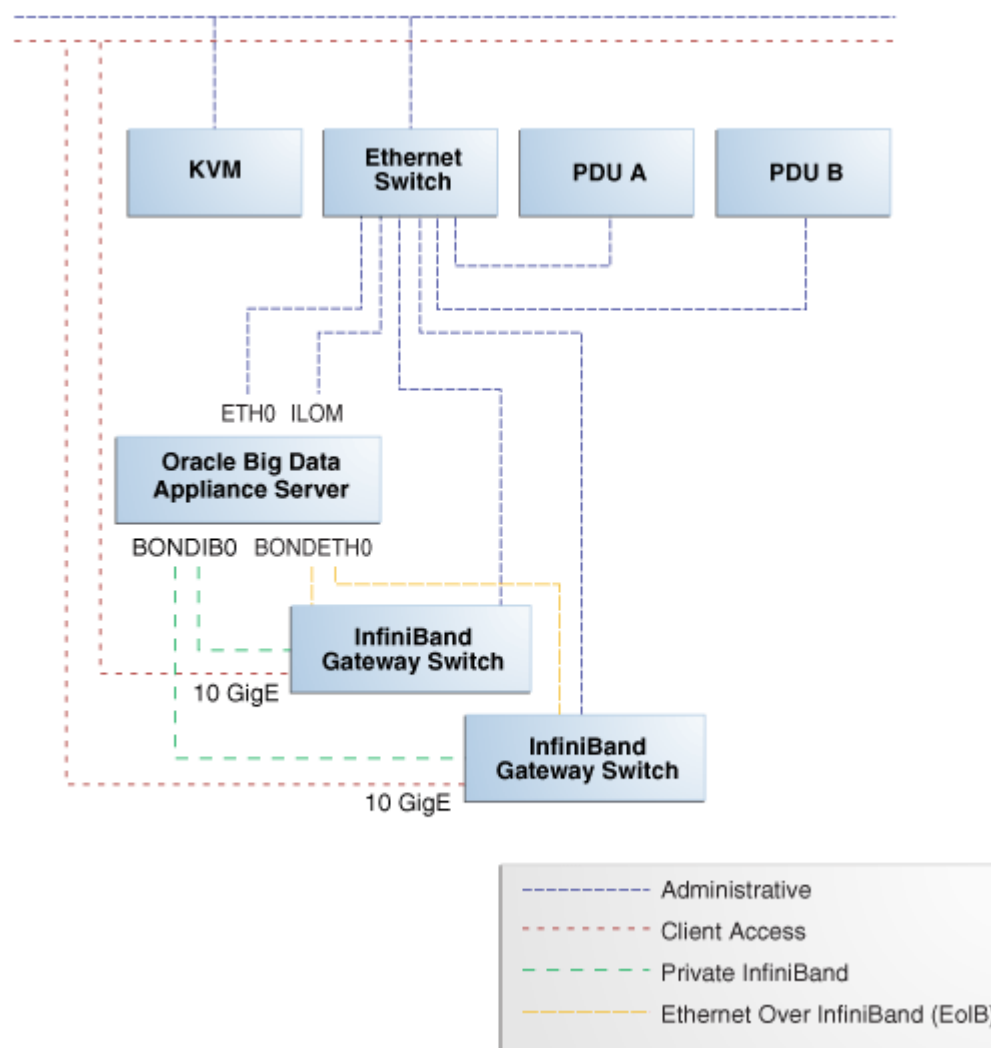 KVM
Ethernet
Switch
PDU A
PDU B
ETH0 ILOM
Oracle Big Data
Appliance Server
BONDIB0 BONDETH0
InfiniBand
Gateway Switch
10 GigE
InfiniBand
Gateway Switch
10 GigE
Administrative
Client Access
Private InfiniBand
Ethernet Over InfiniBand (EoIB)